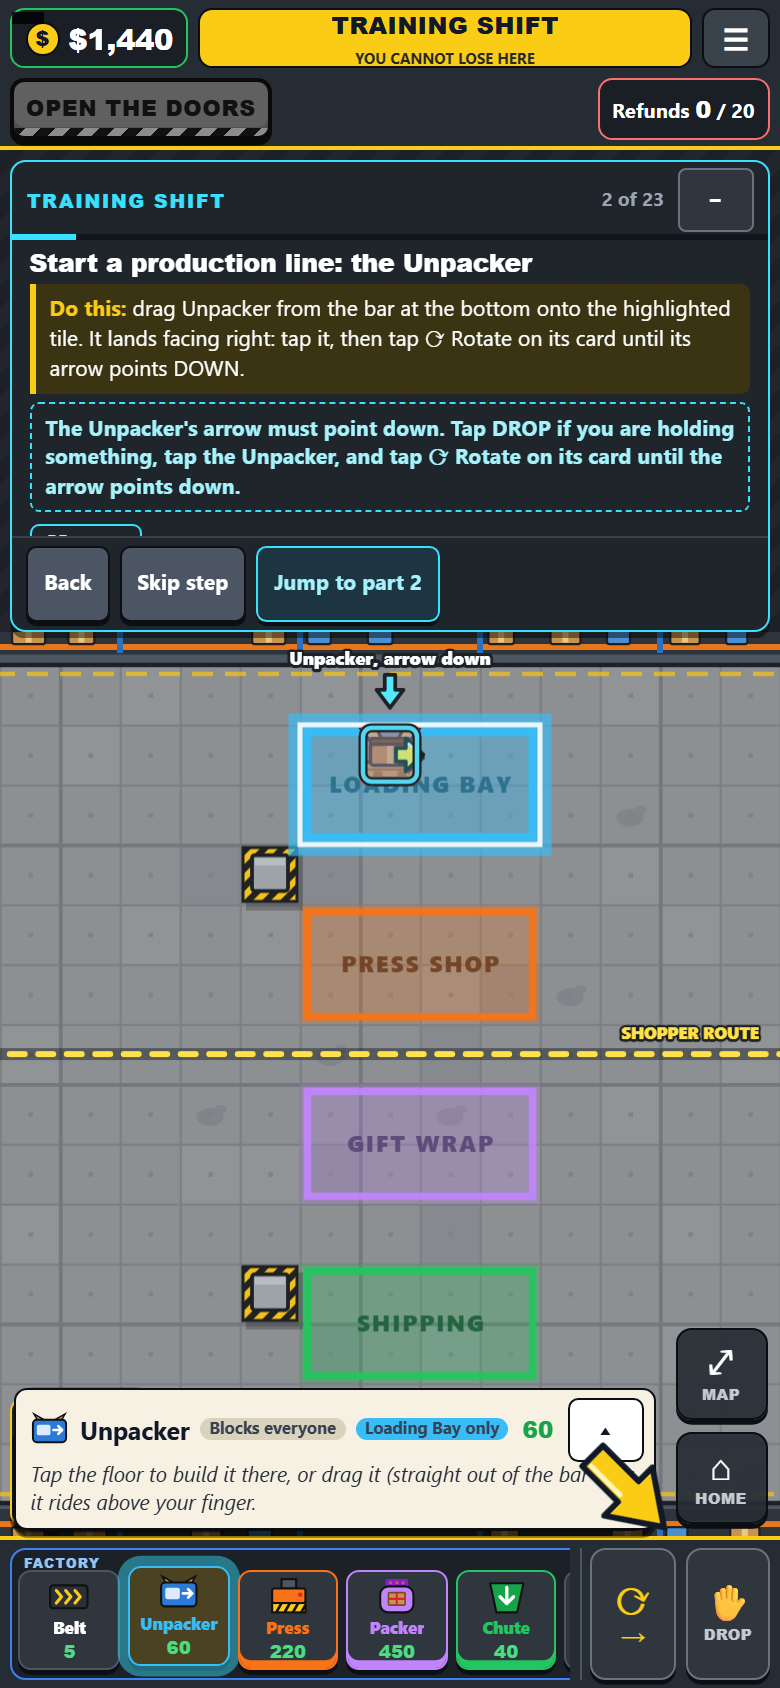 $1,440
TRAINING SHIFT
YOU CANNOT LOSE HERE
OPEN THE DOORS
Refunds 0 / 20
TRAINING SHIFT
2 of 23
Start a production line: the Unpacker
Do this: drag Unpacker from the bar at the bottom onto the highlighted
tile. It lands facing right: tap it, then tap ⟳ Rotate on its card until its
arrow points DOWN.
The Unpacker's arrow must point down. Tap DROP if you are holding
something, tap the Unpacker, and tap ⟳ Rotate on its card until the
arrow points down.
Back
Skip step
Jump to part 2
Unpacker, arrow down
LOADING BAY
PRESS SHOP
SHOPPER ROUTE
GIFT WRAP
SHIPPING
MAP
HOME
Unpacker
Blocks everyone
Loading Bay only
60
Tap the floor to build it there, or drag it (straight out of the bar
it rides above your finger.
FACTORY
Belt
5
Unpacker
60
Press
220
Packer
450
Chute
40
DROP